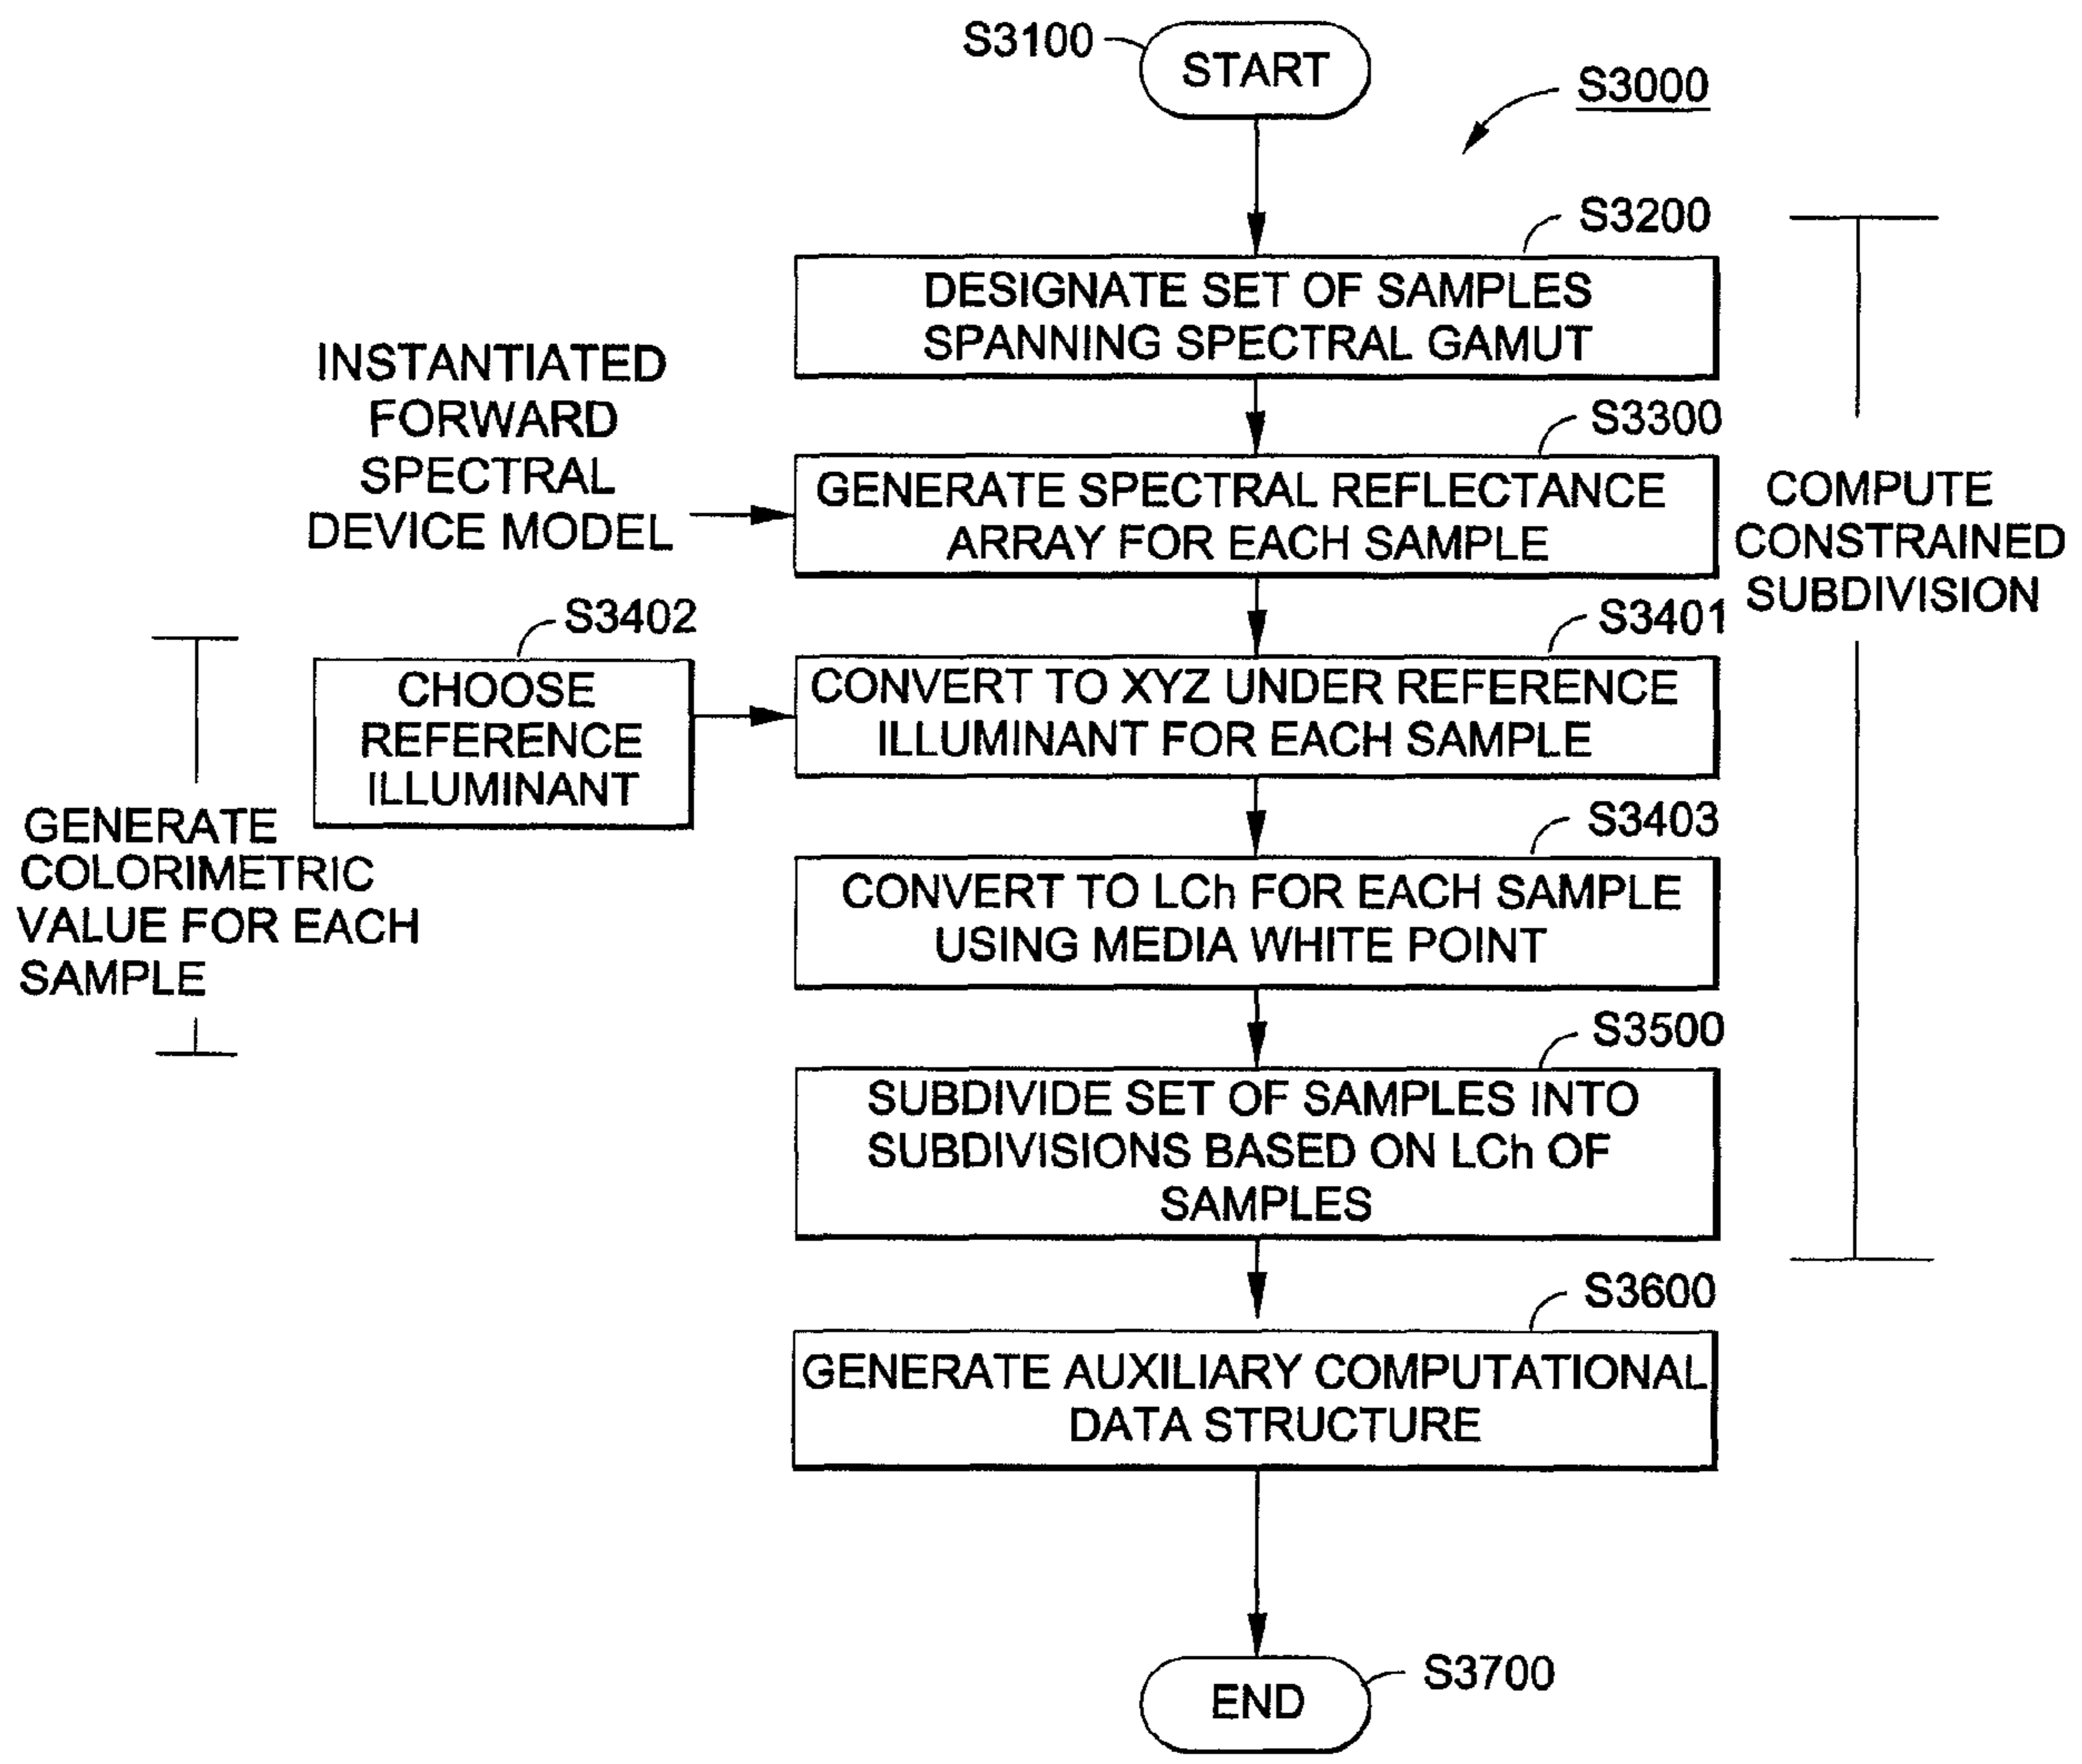 S3100
START
S3000
S3200
DESIGNATE SET OF SAMPLES
SPANNING SPECTRAL GAMUT
INSTANTIATED
FORWARD
SPECTRAL
DEVICE MODEL
S3300
GENERATE SPECTRAL REFLECTANCE
ARRAY FOR EACH SAMPLE
COMPUTE
CONSTRAINED
SUBDIVISION
S3402
CHOOSE
REFERENCE
ILLUMINANT
S3401
CONVERT TO XYZ UNDER REFERENCE
ILLUMINANT FOR EACH SAMPLE
GENERATE
COLORIMETRIC
VALUE FOR EACH
SAMPLE
S3403
CONVERT TO LCh FOR EACH SAMPLE
USING MEDIA WHITE POINT
S3500
SUBDIVIDE SET OF SAMPLES INTO
SUBDIVISIONS BASED ON LCh OF
SAMPLES
S3600
GENERATE AUXILIARY COMPUTATIONAL
DATA STRUCTURE
END
S3700